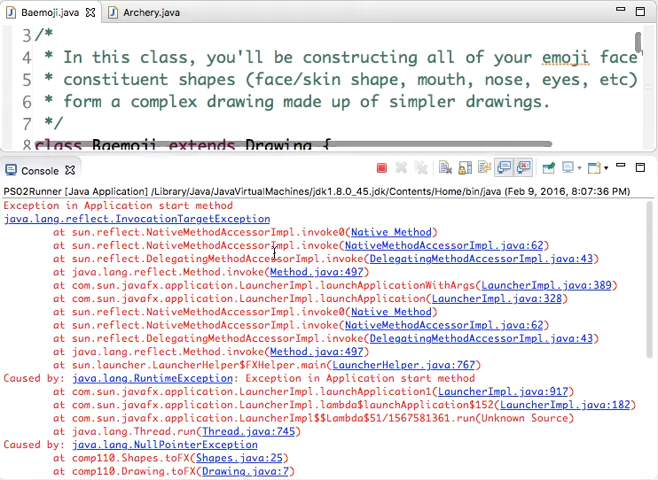 Baemoji.java Archery.java
3 /*
4 * In this class, you'll be constructing all of your emoji face'
5 * constituent shapes (face/skin shape, mouth, nose, eyes, etc)
6 * form a complex drawing made up of simpler drawings.
7 */
8 class Baemoji extends Drawing {
Console
PS02Runner [Java Application] /Library/Java/JavaVirtualMachines/jdk1.8.0_45.jdk/Contents/Home/bin/java (Feb 9, 2016, 8:07:36 PM)
Exception in Application start method
java.lang.reflect.InvocationTargetException
at sun.reflect.NativeMethodAccessorImpl.invoke0(Native Method)
at sun.reflect.NativeMethodAccessorImpl.invoke(NativeMethodAccessorImpl.java:62)
at sun.reflect.DelegatingMethodAccessorImpl.invoke(DelegatingMethodAccessorImpl.java:43)
at java.lang.reflect.Method.invoke(Method.java:497)
at com.sun.javafx.application.LauncherImpl.launchApplicationWithArgs(LauncherImpl.java:389)
at com.sun.javafx.application.LauncherImpl.launchApplication(LauncherImpl.java:328)
at sun.reflect.NativeMethodAccessorImpl.invoke0(Native Method)
at sun.reflect.NativeMethodAccessorImpl.invoke(NativeMethodAccessorImpl.java:62)
at sun.reflect.DelegatingMethodAccessorImpl.invoke(DelegatingMethodAccessorImpl.java:43)
at java.lang.reflect.Method.invoke(Method.java:497)
at sun.launcher.LauncherHelper$FXHelper.main(LauncherHelper.java:767)
Caused by: java.lang.RuntimeException: Exception in Application start method
at com.sun.javafx.application.LauncherImpl.launchApplication1(LauncherImpl.java:917)
at com.sun.javafx.application.LauncherImpl.lambda$launchApplication$152(LauncherImpl.java:182)
at com.sun.javafx.application.LauncherImpl$$Lambda$51/1567581361.run(Unknown Source)
at java.lang.Thread.run(Thread.java:745)
Caused by: java.lang.NullPointerException
at comp110.Shapes.toFX(Shapes.java:25)
at comp110.Drawing.toFX(Drawing.java:7)